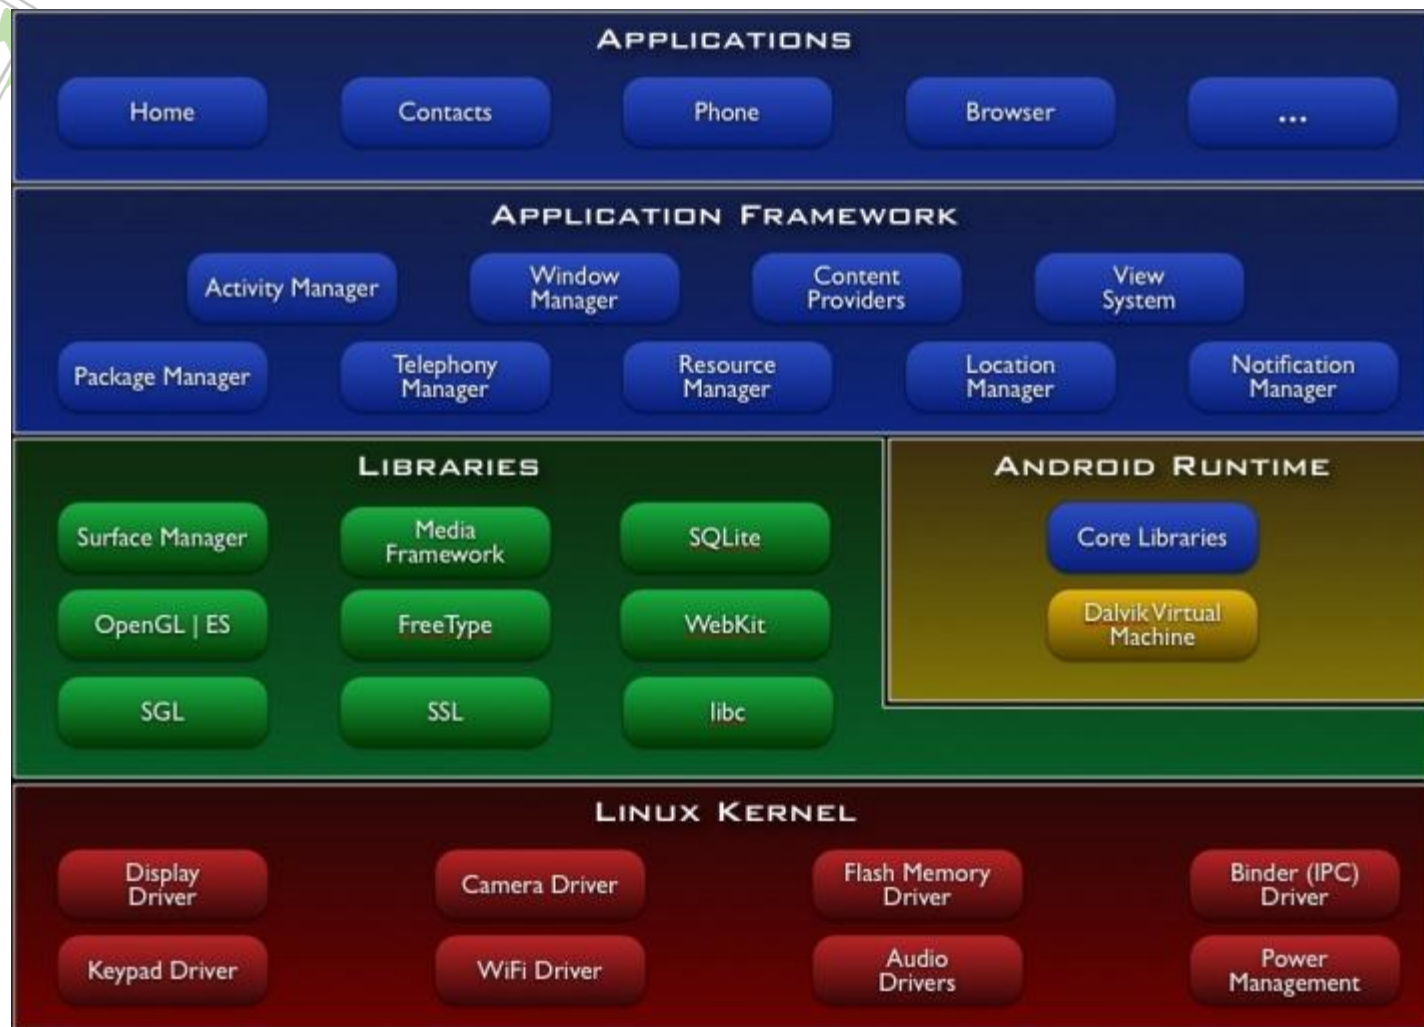 APPLICATIONS
Home
Contacts
Phone
Browser
...
APPLICATION FRAMEWORK
Activity Manager
Window
Manager
Content
Providers
View
System
Package Manager
Telephony
Manager
Resource
Manager
Location
Manager
Notification
Manager
LIBRARIES
Surface Manager
Media
Framework
SQLite
OpenGL | ES
FreeType
WebKit
SGL
SSL
libc
ANDROID RUNTIME
Core Libraries
Dalvik Virtual
Machine
LINUX KERNEL
Display
Driver
Camera Driver
Flash Memory
Driver
Binder (IPC)
Driver
Keypad Driver
WiFi Driver
Audio
Drivers
Power
Management